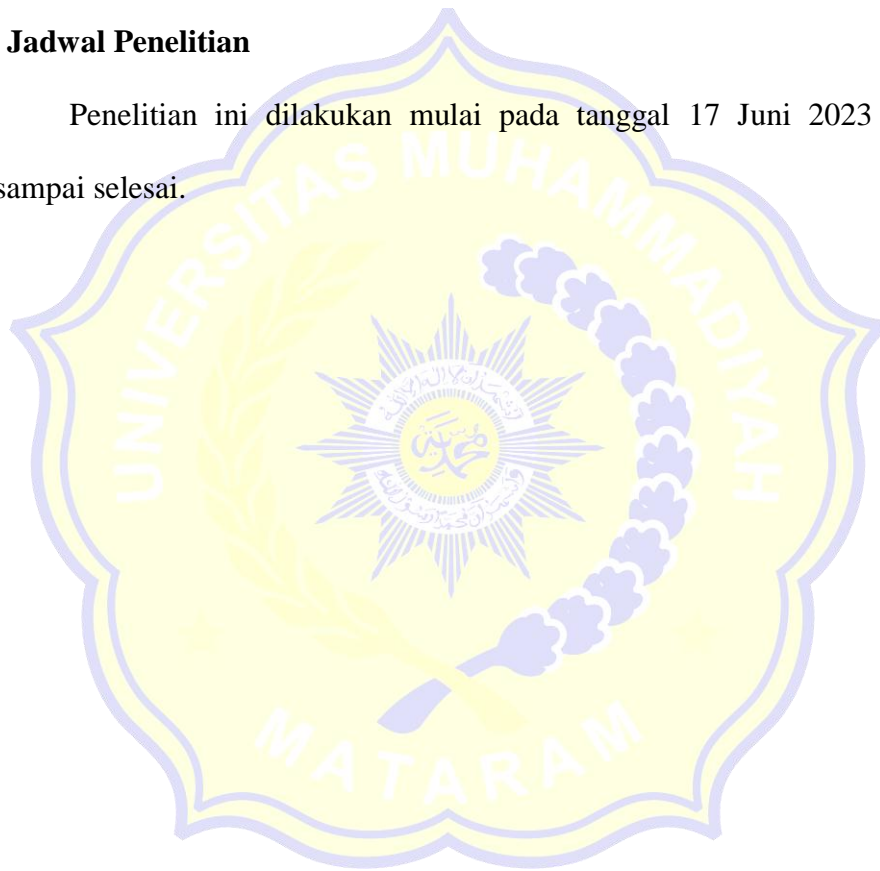 Jadwal Penelitian
Penelitian ini dilakukan mulai pada tanggal 17 Juni 2023
sampai selesai.
UNIVERSITAS MUHAMMADIYAH
MATARAM